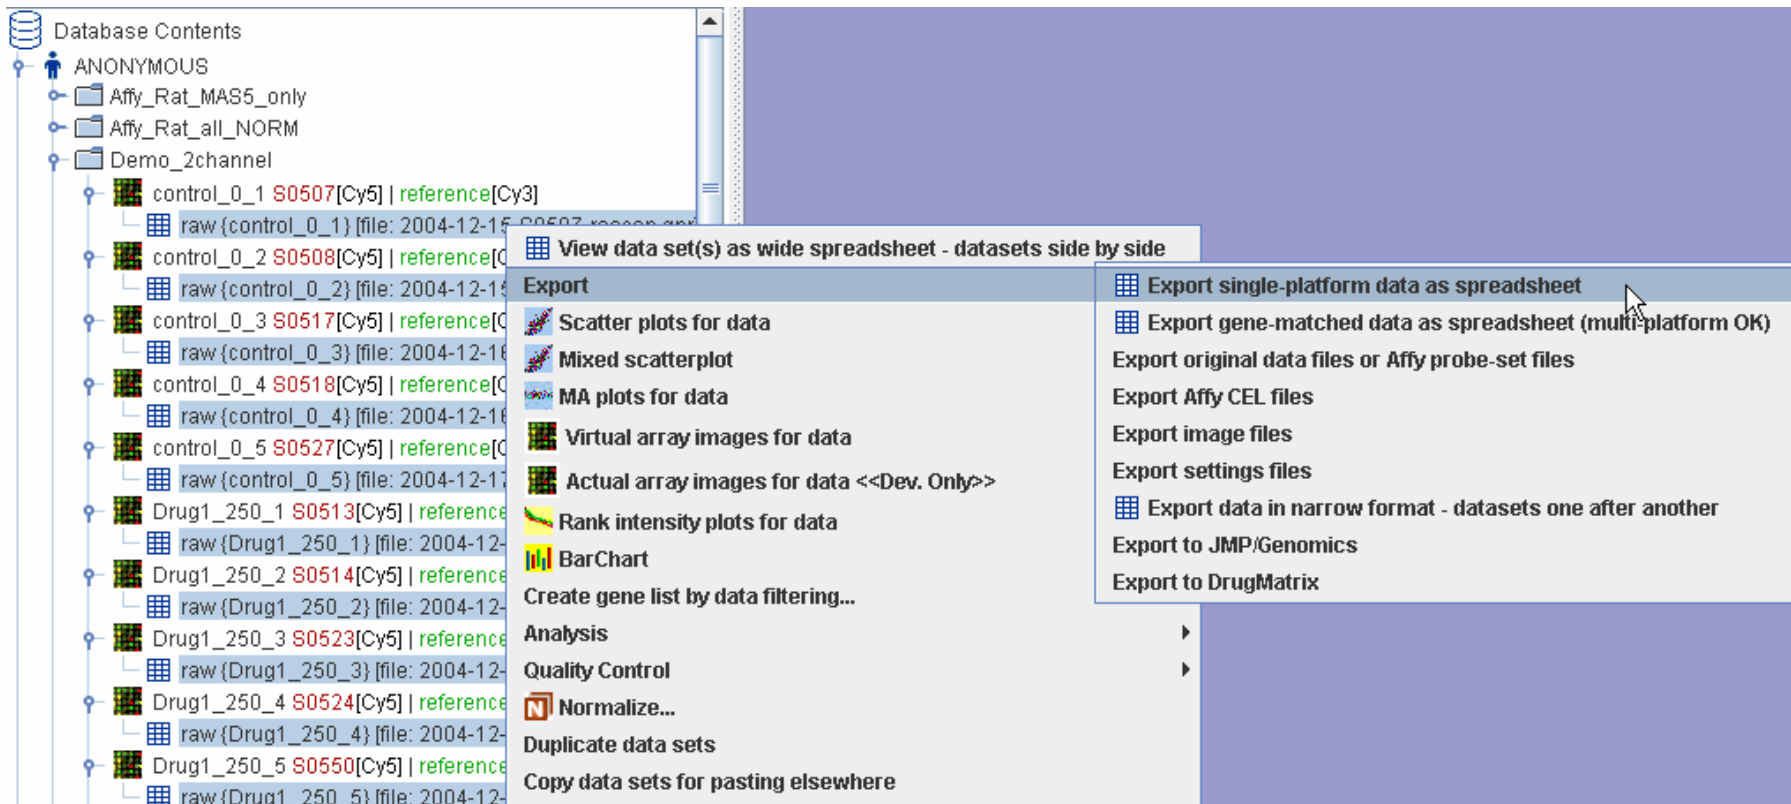 Database Contents
ANONYMOUS
Affy_Rat_MAS5_only
Affy_Rat_all_NORM
Demo_2channel
control_0_1 S0507[Cy5] | reference[Cy3]
raw {control_0_1} [file: 2004-12-15
control_0_2 S0508[Cy5] | reference[C
raw {control_0_2} [file: 2004-12-15
control_0_3 S0517[Cy5] | reference[C
raw {control_0_3} [file: 2004-12-16
control_0_4 S0518[Cy5] | reference[C
raw {control_0_4} [file: 2004-12-16
control_0_5 S0527[Cy5] | reference[C
raw {control_0_5} [file: 2004-12-17
Drug1_250_1 S0513[Cy5] | reference
raw {Drug1_250_1} [file: 2004-12-
Drug1_250_2 S0514[Cy5] | reference
raw {Drug1_250_2} [file: 2004-12-
Drug1_250_3 S0523[Cy5] | reference
raw {Drug1_250_3} [file: 2004-12-
Drug1_250_4 S0524[Cy5] | reference
raw {Drug1_250_4} [file: 2004-12-
Drug1_250_5 S0550[Cy5] | reference
raw {Drug1_250_5} [file: 2004-12-
View data set(s) as wide spreadsheet - datasets side by side
Export
Scatter plots for data
Mixed scatterplot
MA plots for data
Virtual array images for data
Actual array images for data <<Dev. Only>>
Rank intensity plots for data
BarChart
Create gene list by data filtering...
Analysis
Quality Control
Normalize...
Duplicate data sets
Copy data sets for pasting elsewhere
Export single-platform data as spreadsheet
Export gene-matched data as spreadsheet (multi-platform OK)
Export original data files or Affy probe-set files
Export Affy CEL files
Export image files
Export settings files
Export data in narrow format - datasets one after another
Export to JMP/Genomics
Export to DrugMatrix